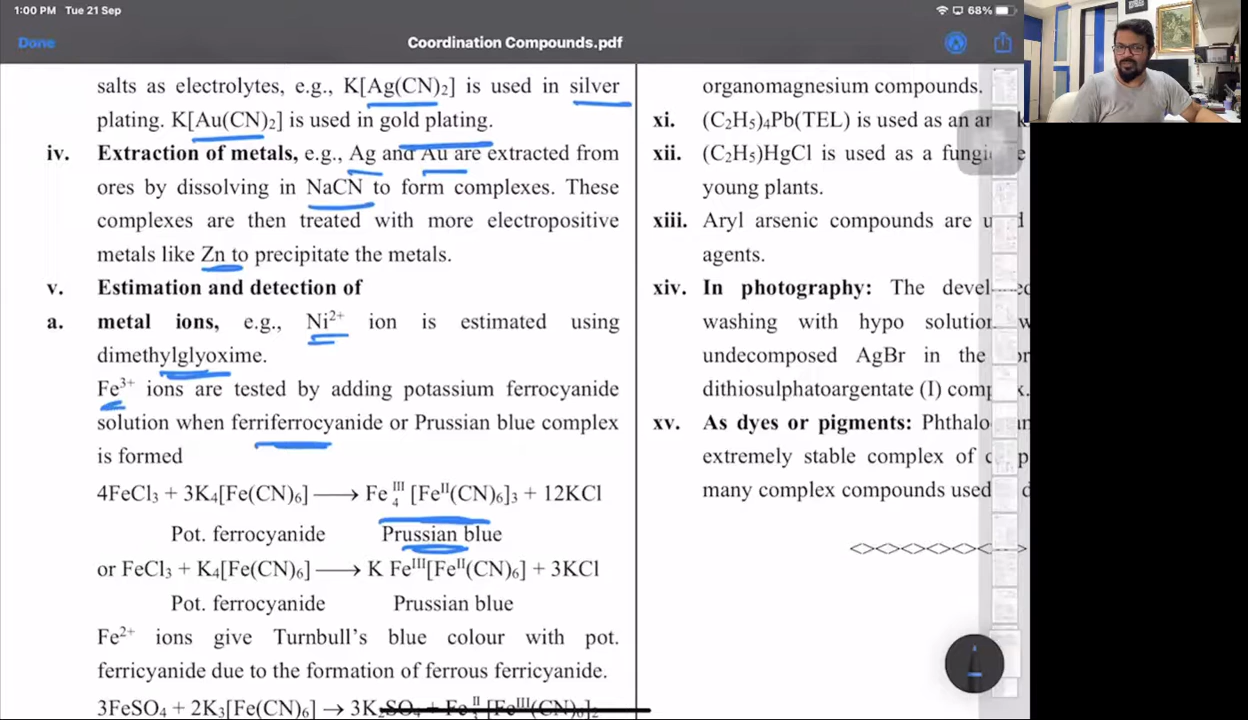 1:00 PM Tue 21 Sep
68%
Done
Coordination Compounds.pdf
salts as electrolytes, e.g., K[Ag(CN)₂] is used in silver
plating. K[Au(CN)₂] is used in gold plating.
iv. Extraction of metals, e.g., Ag and Au are extracted from
ores by dissolving in NaCN to form complexes. These
complexes are then treated with more electropositive
metals like Zn to precipitate the metals.
v. Estimation and detection of
a. metal ions, e.g., Ni²⁺ ion is estimated using
dimethylglyoxime.
Fe³⁺ ions are tested by adding potassium ferrocyanide
solution when ferriferrocyanide or Prussian blue complex
is formed
4FeCl₃ + 3K₄[Fe(CN)₆] ⟶ Fe₄ᴵᴵᴵ [Feᴵᴵ(CN)₆]₃ + 12KCl
Pot. ferrocyanide Prussian blue
or FeCl₃ + K₄[Fe(CN)₆] ⟶ K Feᴵᴵᴵ[Feᴵᴵ(CN)₆] + 3KCl
Pot. ferrocyanide Prussian blue
Fe²⁺ ions give Turnbull's blue colour with pot.
ferricyanide due to the formation of ferrous ferricyanide.
3FeSO₄ + 2K₃[Fe(CN)₆] → 3K₂SO₄ + Fe₃ᴵᴵ [Feᴵᴵᴵ(CN)₆]₂
organomagnesium compounds.
xi. (C₂H₅)₄Pb(TEL) is used as an
xii. (C₂H₅)HgCl is used as a
young plants.
xiii. Aryl arsenic compounds are
agents.
xiv. In photography: The
washing with hypo
undecomposed AgBr in the
dithiosulphatoargentate (I)
xv. As dyes or pigments:
extremely stable complex of
many complex compounds used